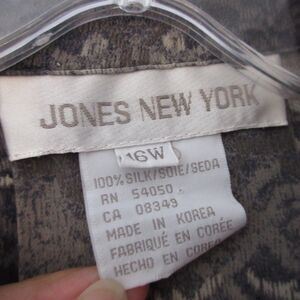 JONES NEW YORK
16W
100% SILK/SOIE/SEDA
RN 54050
CA 08349
MADE IN KOREA
FABRIQUÉ EN CORÉE
HECHO EN COREA